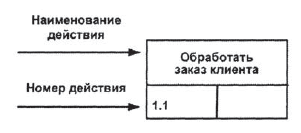 Наименование
действия
Обработать
заказ клиента
Номер действия
1.1